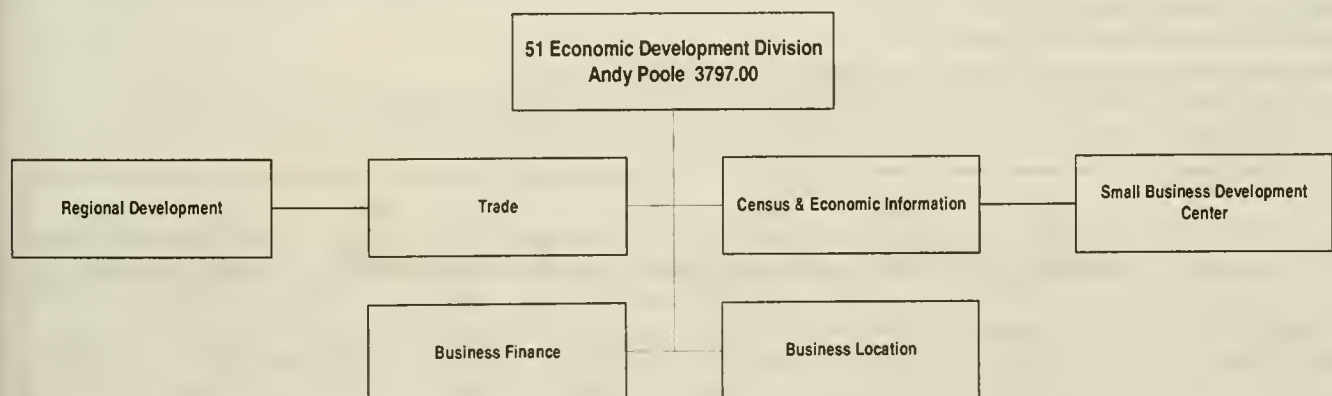 51 Economic Development Division
Andy Poole 3797.00
Regional Development
Trade
Census & Economic Information
Small Business Development
Center
Business Finance
Business Location